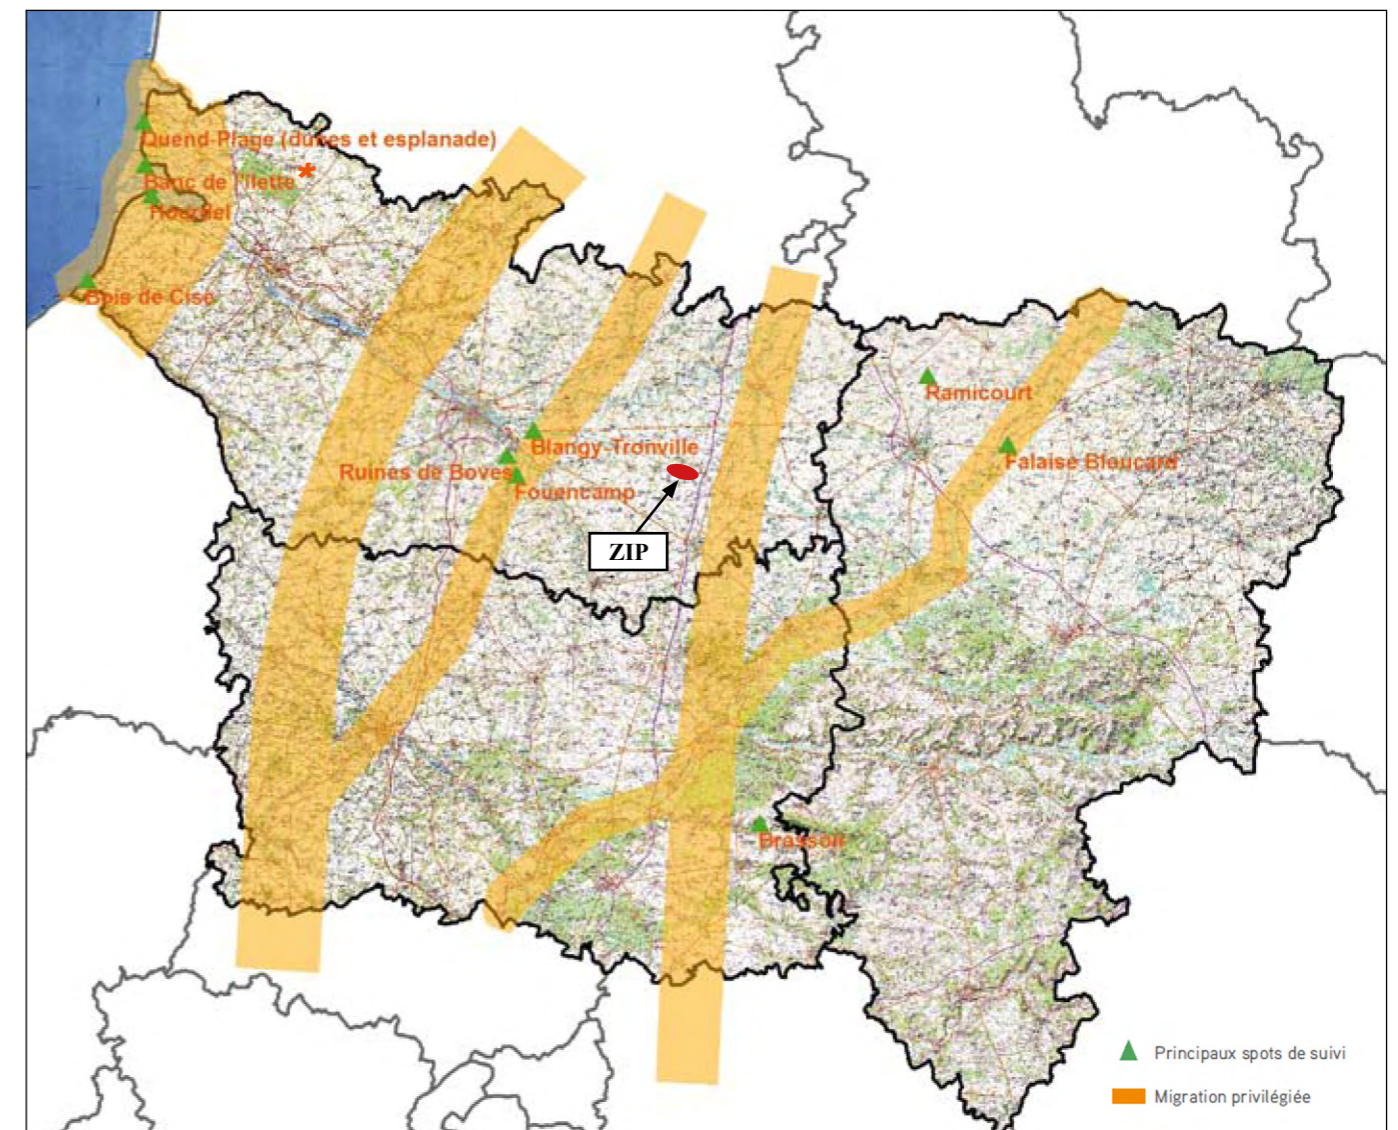 Quend-Plage (dunes et esplanade)
Banc de l'Ilette
Hourdel
Bois de Cise
Ramicourt
Blangy-Tronville
Falaise Bloucard
Ruines de Boves
Fouencamp
ZIP
Brassoir
Principaux spots de suivi
Migration privilégiée